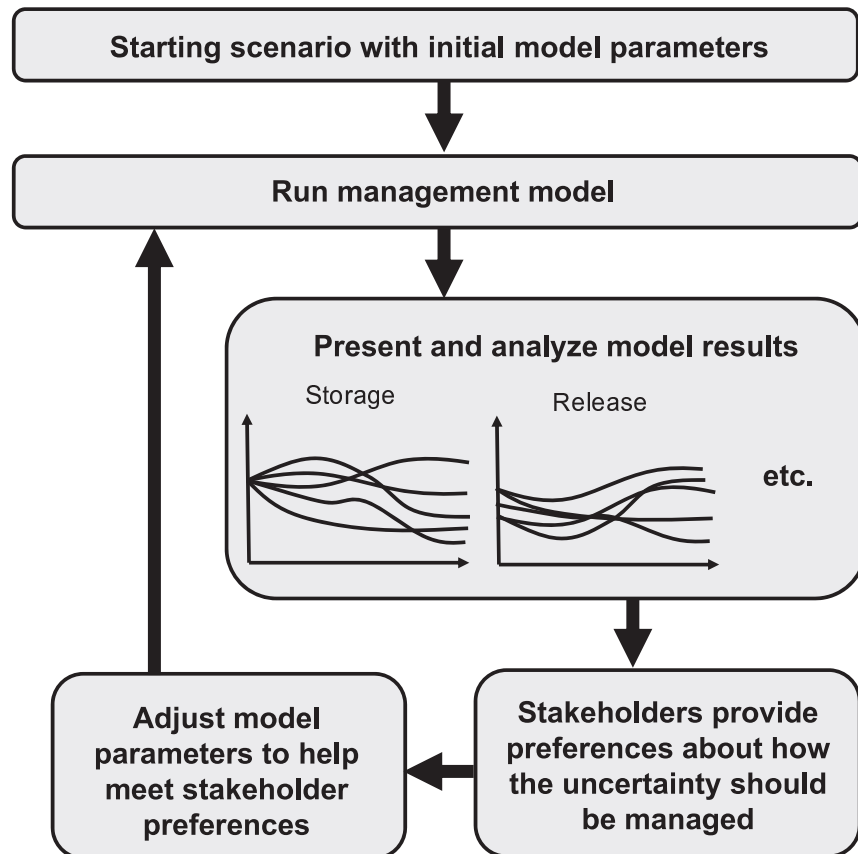 Starting scenario with initial model parameters
Run management model
Present and analyze model results
Storage
Release
etc.
Adjust model
parameters to help
meet stakeholder
preferences
Stakeholders provide
preferences about how
the uncertainty should
be managed